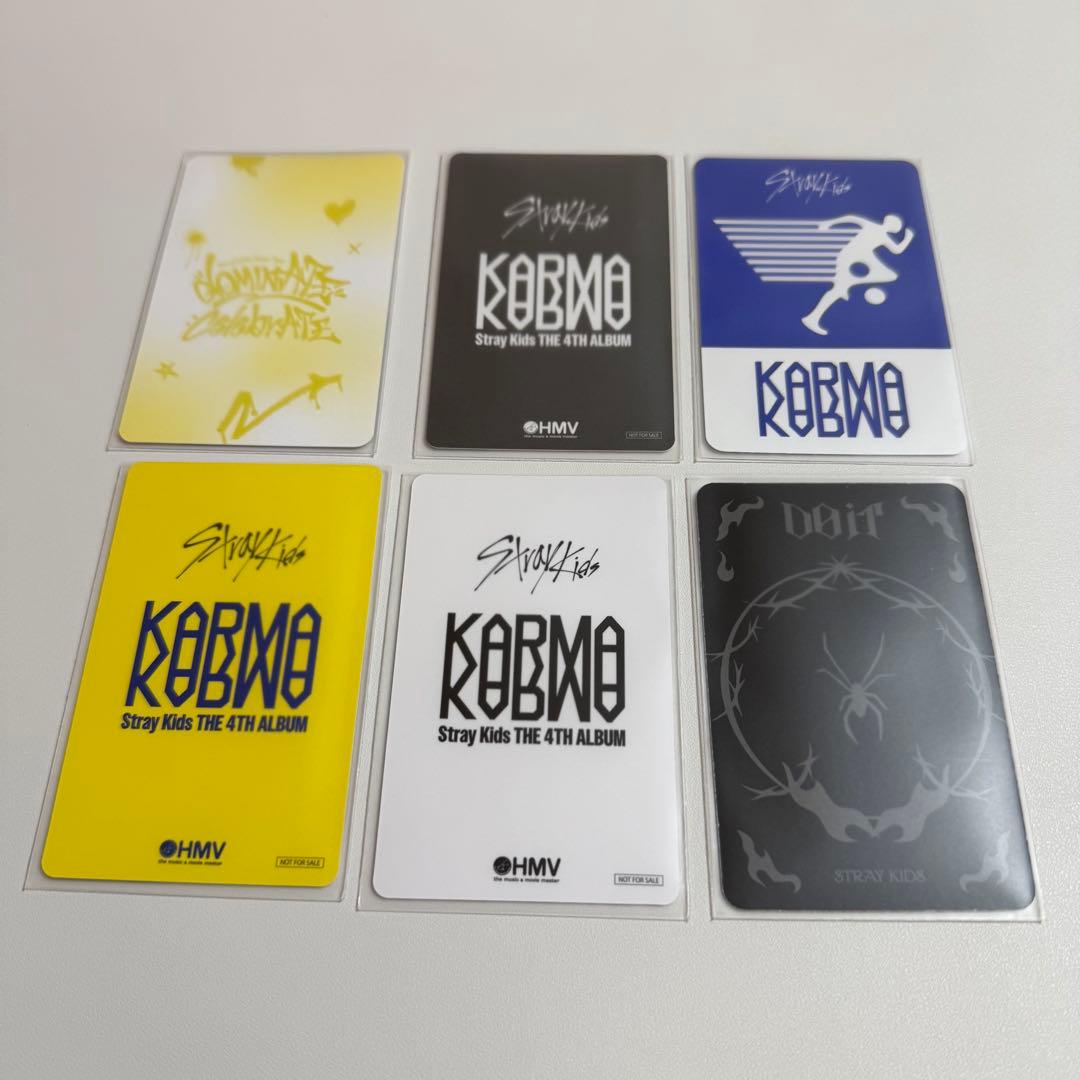 dominATE
celebrATE
Stray Kids
KARMA
KARMA
Stray Kids THE 4TH ALBUM
HMV
the music & movie master
NOT FOR SALE
Stray Kids
KARMA
KARMA
Stray Kids
KARMA
KARMA
Stray Kids THE 4TH ALBUM
HMV
the music & movie master
NOT FOR SALE
Stray Kids
KARMA
KARMA
Stray Kids THE 4TH ALBUM
HMV
the music & movie master
NOT FOR SALE
DO iT
STRAY KIDS